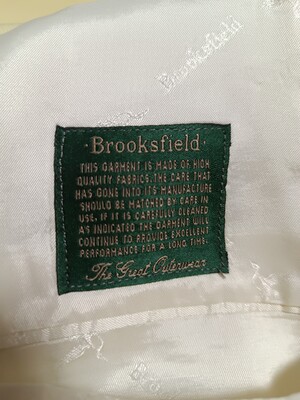 Brooksfield
· Brooksfield ·
THIS GARMENT IS MADE OF HIGH
QUALITY FABRICS. THE CARE THAT
HAS GONE INTO ITS MANUFACTURE
SHOULD BE MATCHED BY CARE IN
USE. IF IT IS CAREFULLY CLEANED
AS INDICATED THE GARMENT WILL
CONTINUE TO PROVIDE EXCELLENT
PERFORMANCE FOR A LONG TIME.
The Great Outerwear